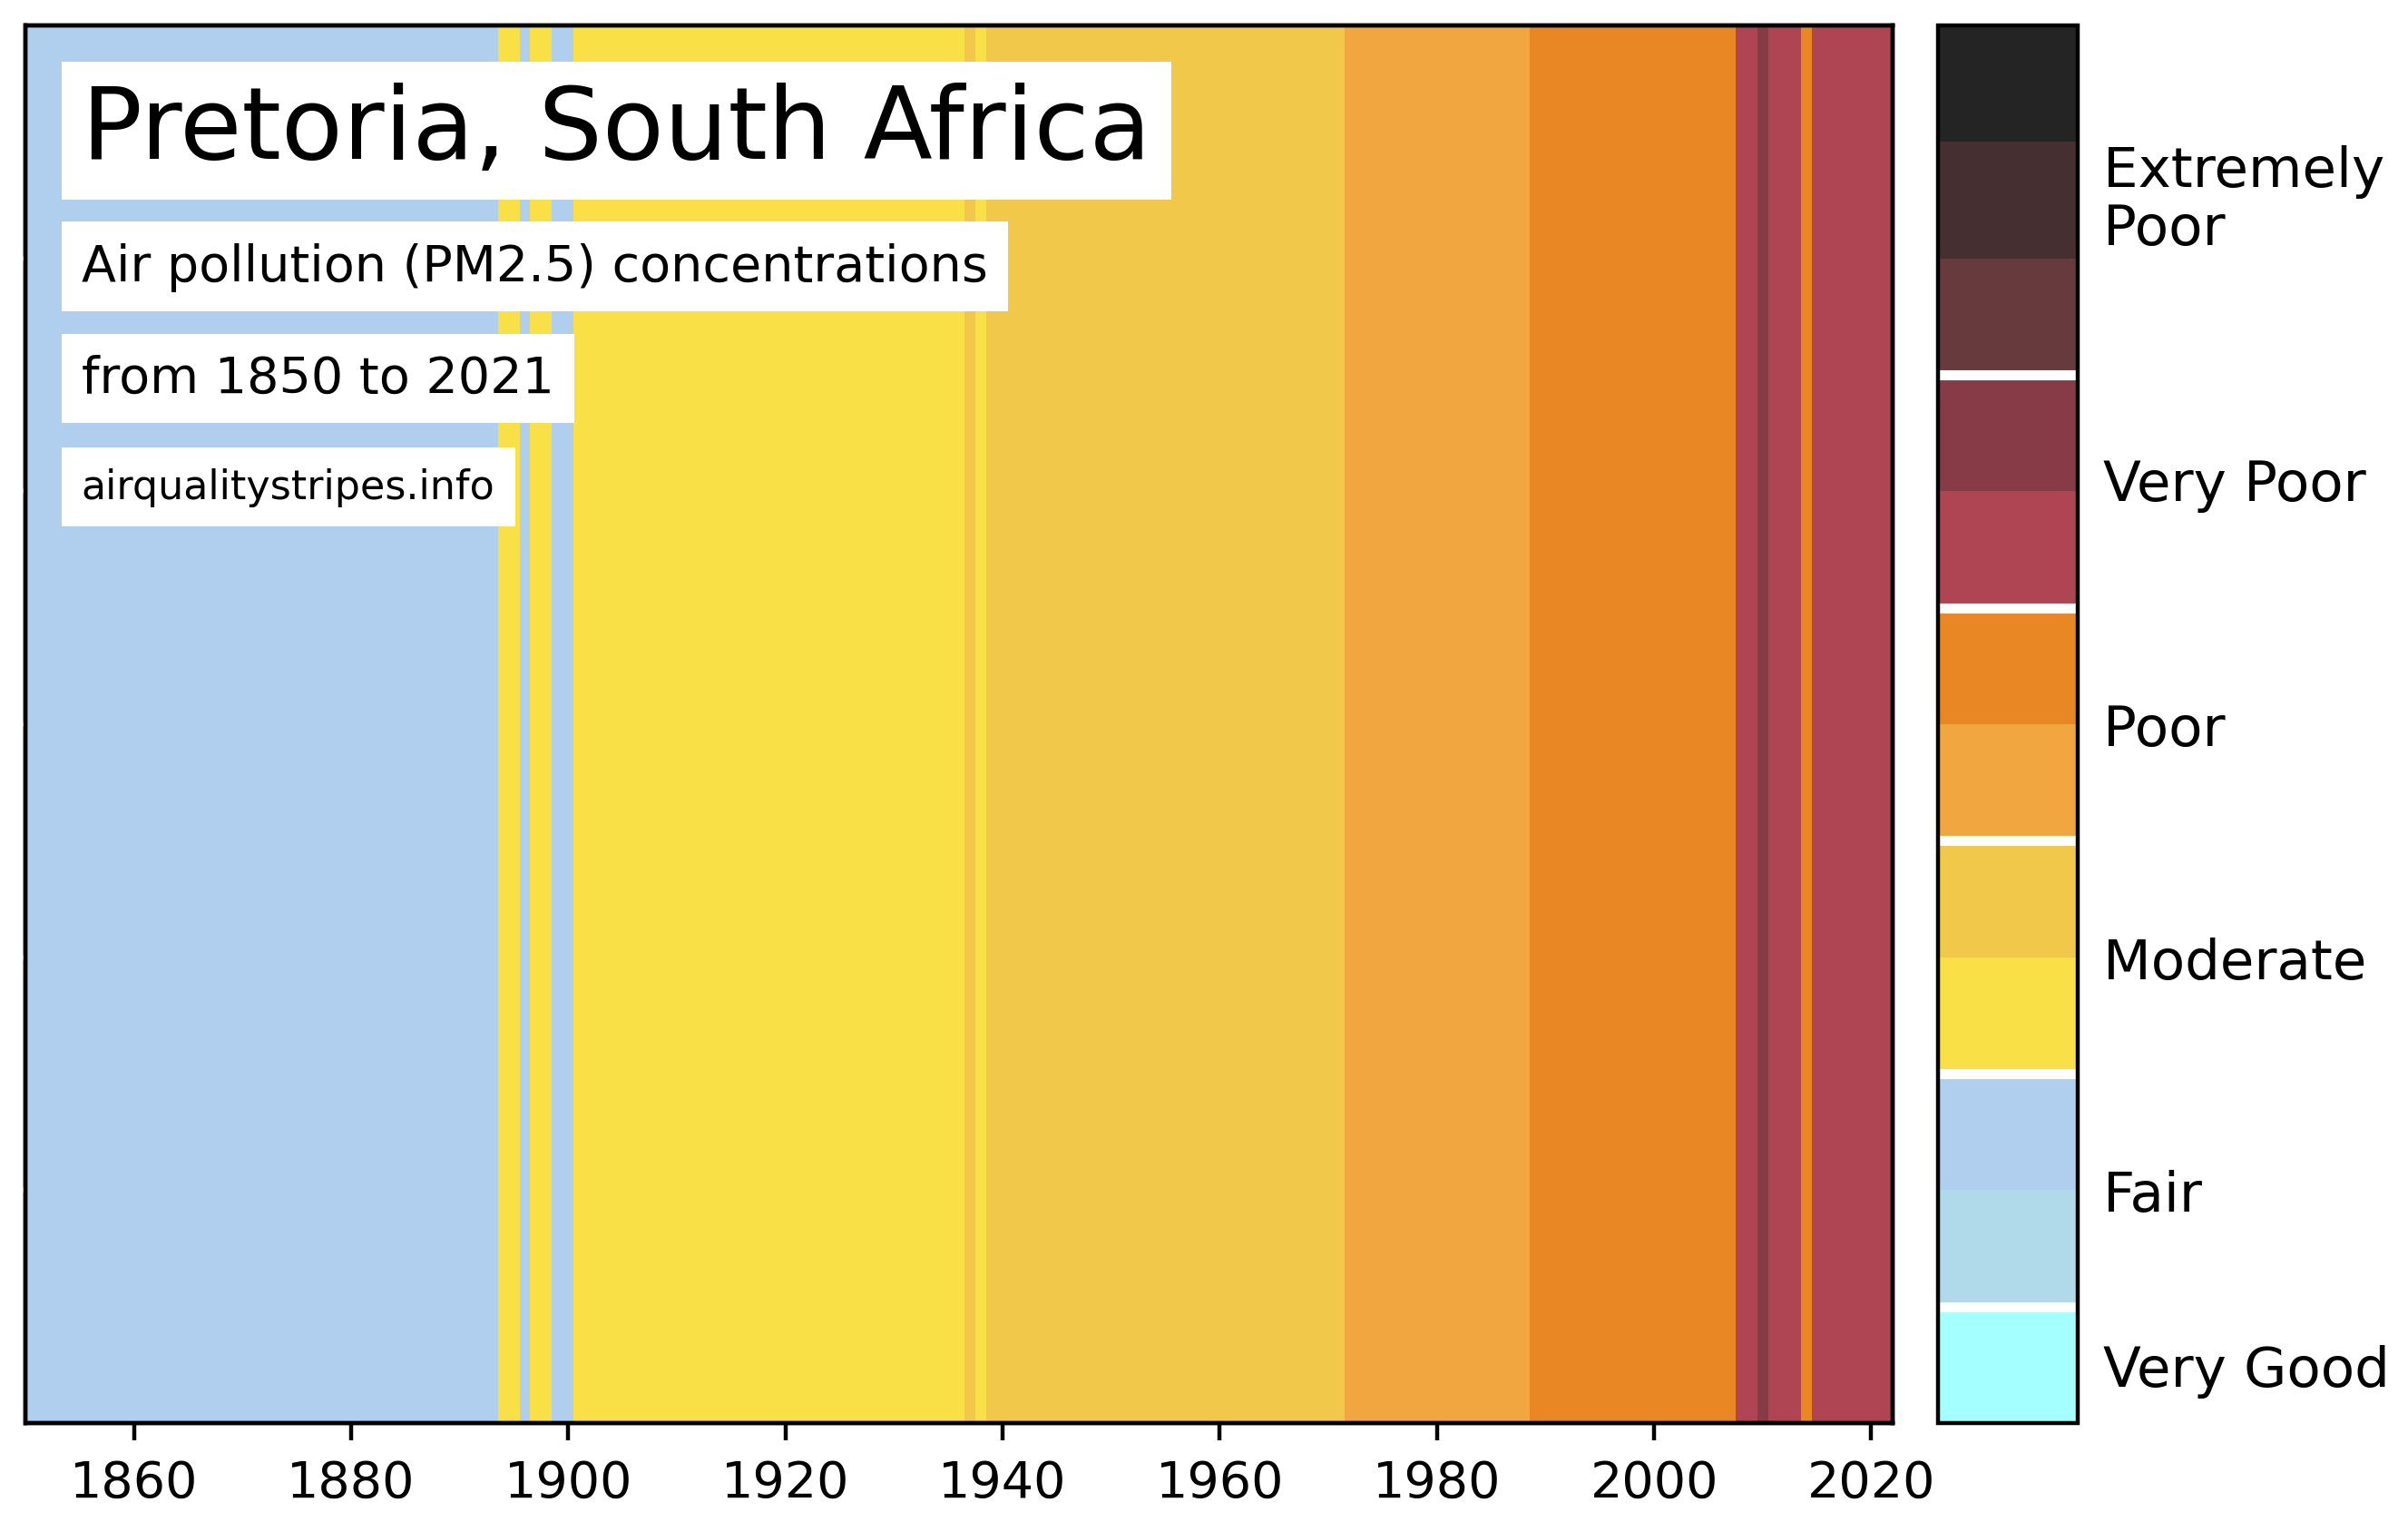 Pretoria, South Africa
Air pollution (PM2.5) concentrations
from 1850 to 2021
airqualitystripes.info
Extremely
Poor
Very Poor
Poor
Moderate
Fair
Very Good
1860 1880 1900 1920 1940 1960 1980 2000 2020